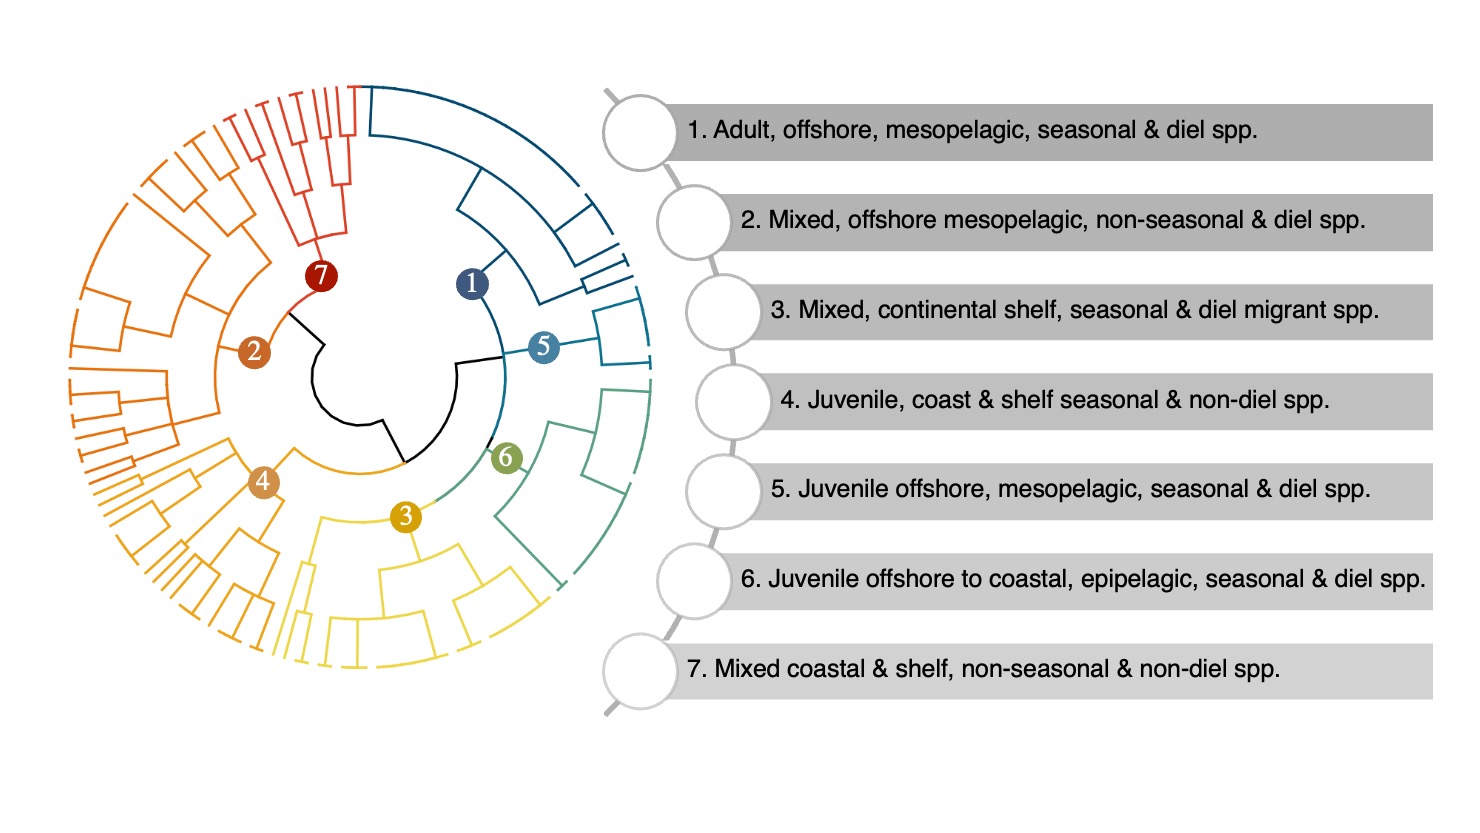 7
1
2
5
6
4
3
1. Adult, offshore, mesopelagic, seasonal & diel spp.
2. Mixed, offshore mesopelagic, non-seasonal & diel spp.
3. Mixed, continental shelf, seasonal & diel migrant spp.
4. Juvenile, coast & shelf seasonal & non-diel spp.
5. Juvenile offshore, mesopelagic, seasonal & diel spp.
6. Juvenile offshore to coastal, epipelagic, seasonal & diel spp.
7. Mixed coastal & shelf, non-seasonal & non-diel spp.